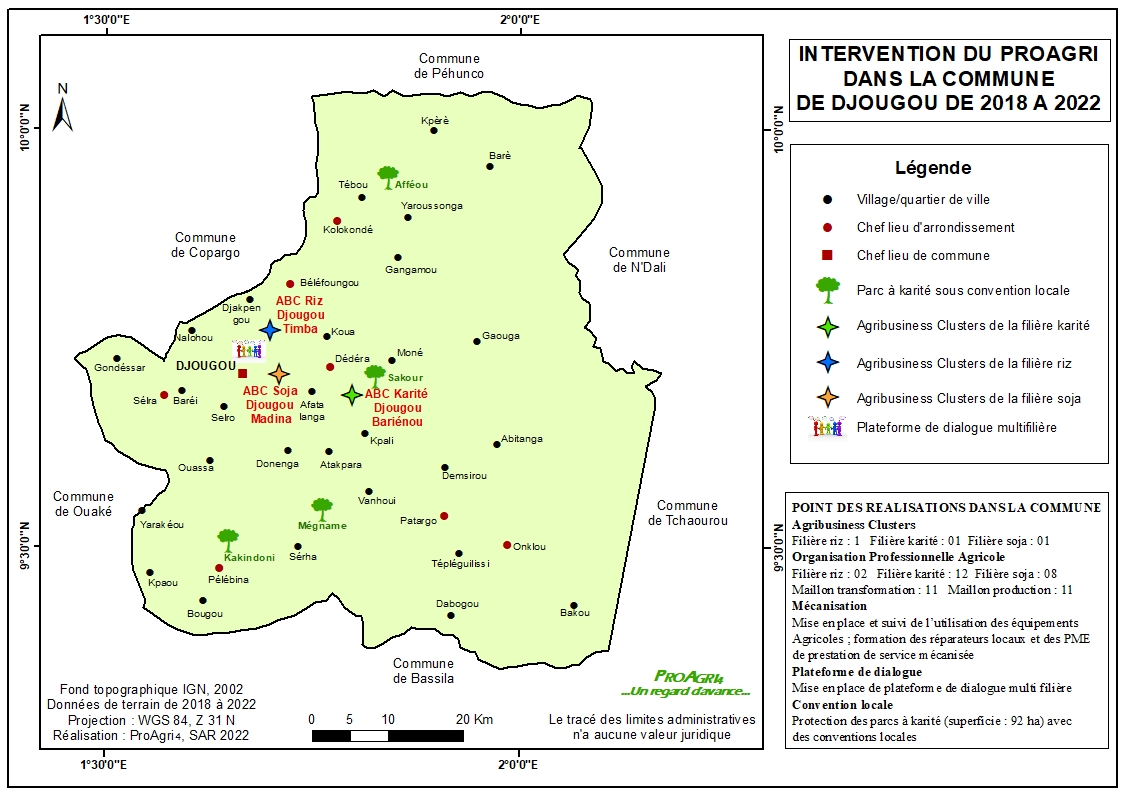 1°30'0"E
2°0'0"E
INTERVENTION DU PROAGRI
DANS LA COMMUNE
DE DJOUGOU DE 2018 A 2022
N
10°0'0"N
10°0'0"N
Commune
de Péhunco
Kpèrè
Barè
Afféou
Tébou
Yaroussonga
Kolokondé
Gangamou
Commune
de Copargo
Commune
de N'Dali
Béléfoungou
Djakpen
gou
ABC Riz
Djougou
Timba
Nalohou
Koua
Gaouga
Gondéssar
DJOUGOU
Dédéra
Moné
Sakour
Sélra
Baréi
Selro
ABC Soja
Djougou
Madina
Afata
langa
ABC Karité
Djougou
Bariénou
Kpali
Abitanga
Ouassa
Donenga
Atakpara
Demsirou
Commune
de Ouaké
Vanhoui
Commune
de Tchaourou
Yarakéou
Mégname
Patargo
Onklou
Kakindoni
Sérha
Tépléguilissi
Kpaou
Pélébina
Bougou
Dabogou
Bakou
9°30'0"N
9°30'0"N
Commune
de Bassila
PROAGRI4
...Un regard d'avance...
Fond topographique IGN, 2002
Données de terrain de 2018 à 2022
Projection : WGS 84, Z 31 N
Réalisation : ProAgri4, SAR 2022
0 5 10 20 Km
Le tracé des limites administratives
n'a aucune valeur juridique
1°30'0"E
2°0'0"E
Légende
Village/quartier de ville
Chef lieu d'arrondissement
Chef lieu de commune
Parc à karité sous convention locale
Agribusiness Clusters de la filière karité
Agribusiness Clusters de la filière riz
Agribusiness Clusters de la filière soja
Plateforme de dialogue multifilière
POINT DES REALISATIONS DANS LA COMMUNE
Agribusiness Clusters
Filière riz : 1 Filière karité : 01 Filière soja : 01
Organisation Professionnelle Agricole
Filière riz : 02 Filière karité : 12 Filière soja : 08
Maillon transformation : 11 Maillon production : 11
Mécanisation
Mise en place et suivi de l'utilisation des équipements
Agricoles ; formation des réparateurs locaux et des PME
de prestation de service mécanisée
Plateforme de dialogue
Mise en place de plateforme de dialogue multi filière
Convention locale
Protection des parcs à karité (superficie : 92 ha) avec
des conventions locales